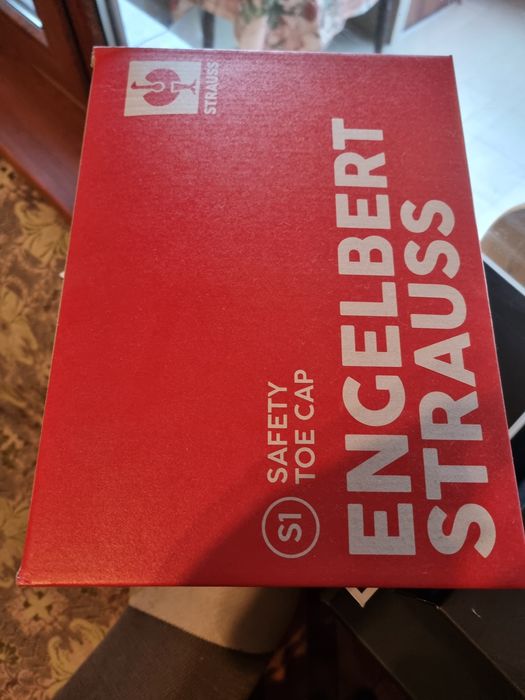 STRAUSS
ENGELBERT
STRAUSS
S1
SAFETY
TOE CAP